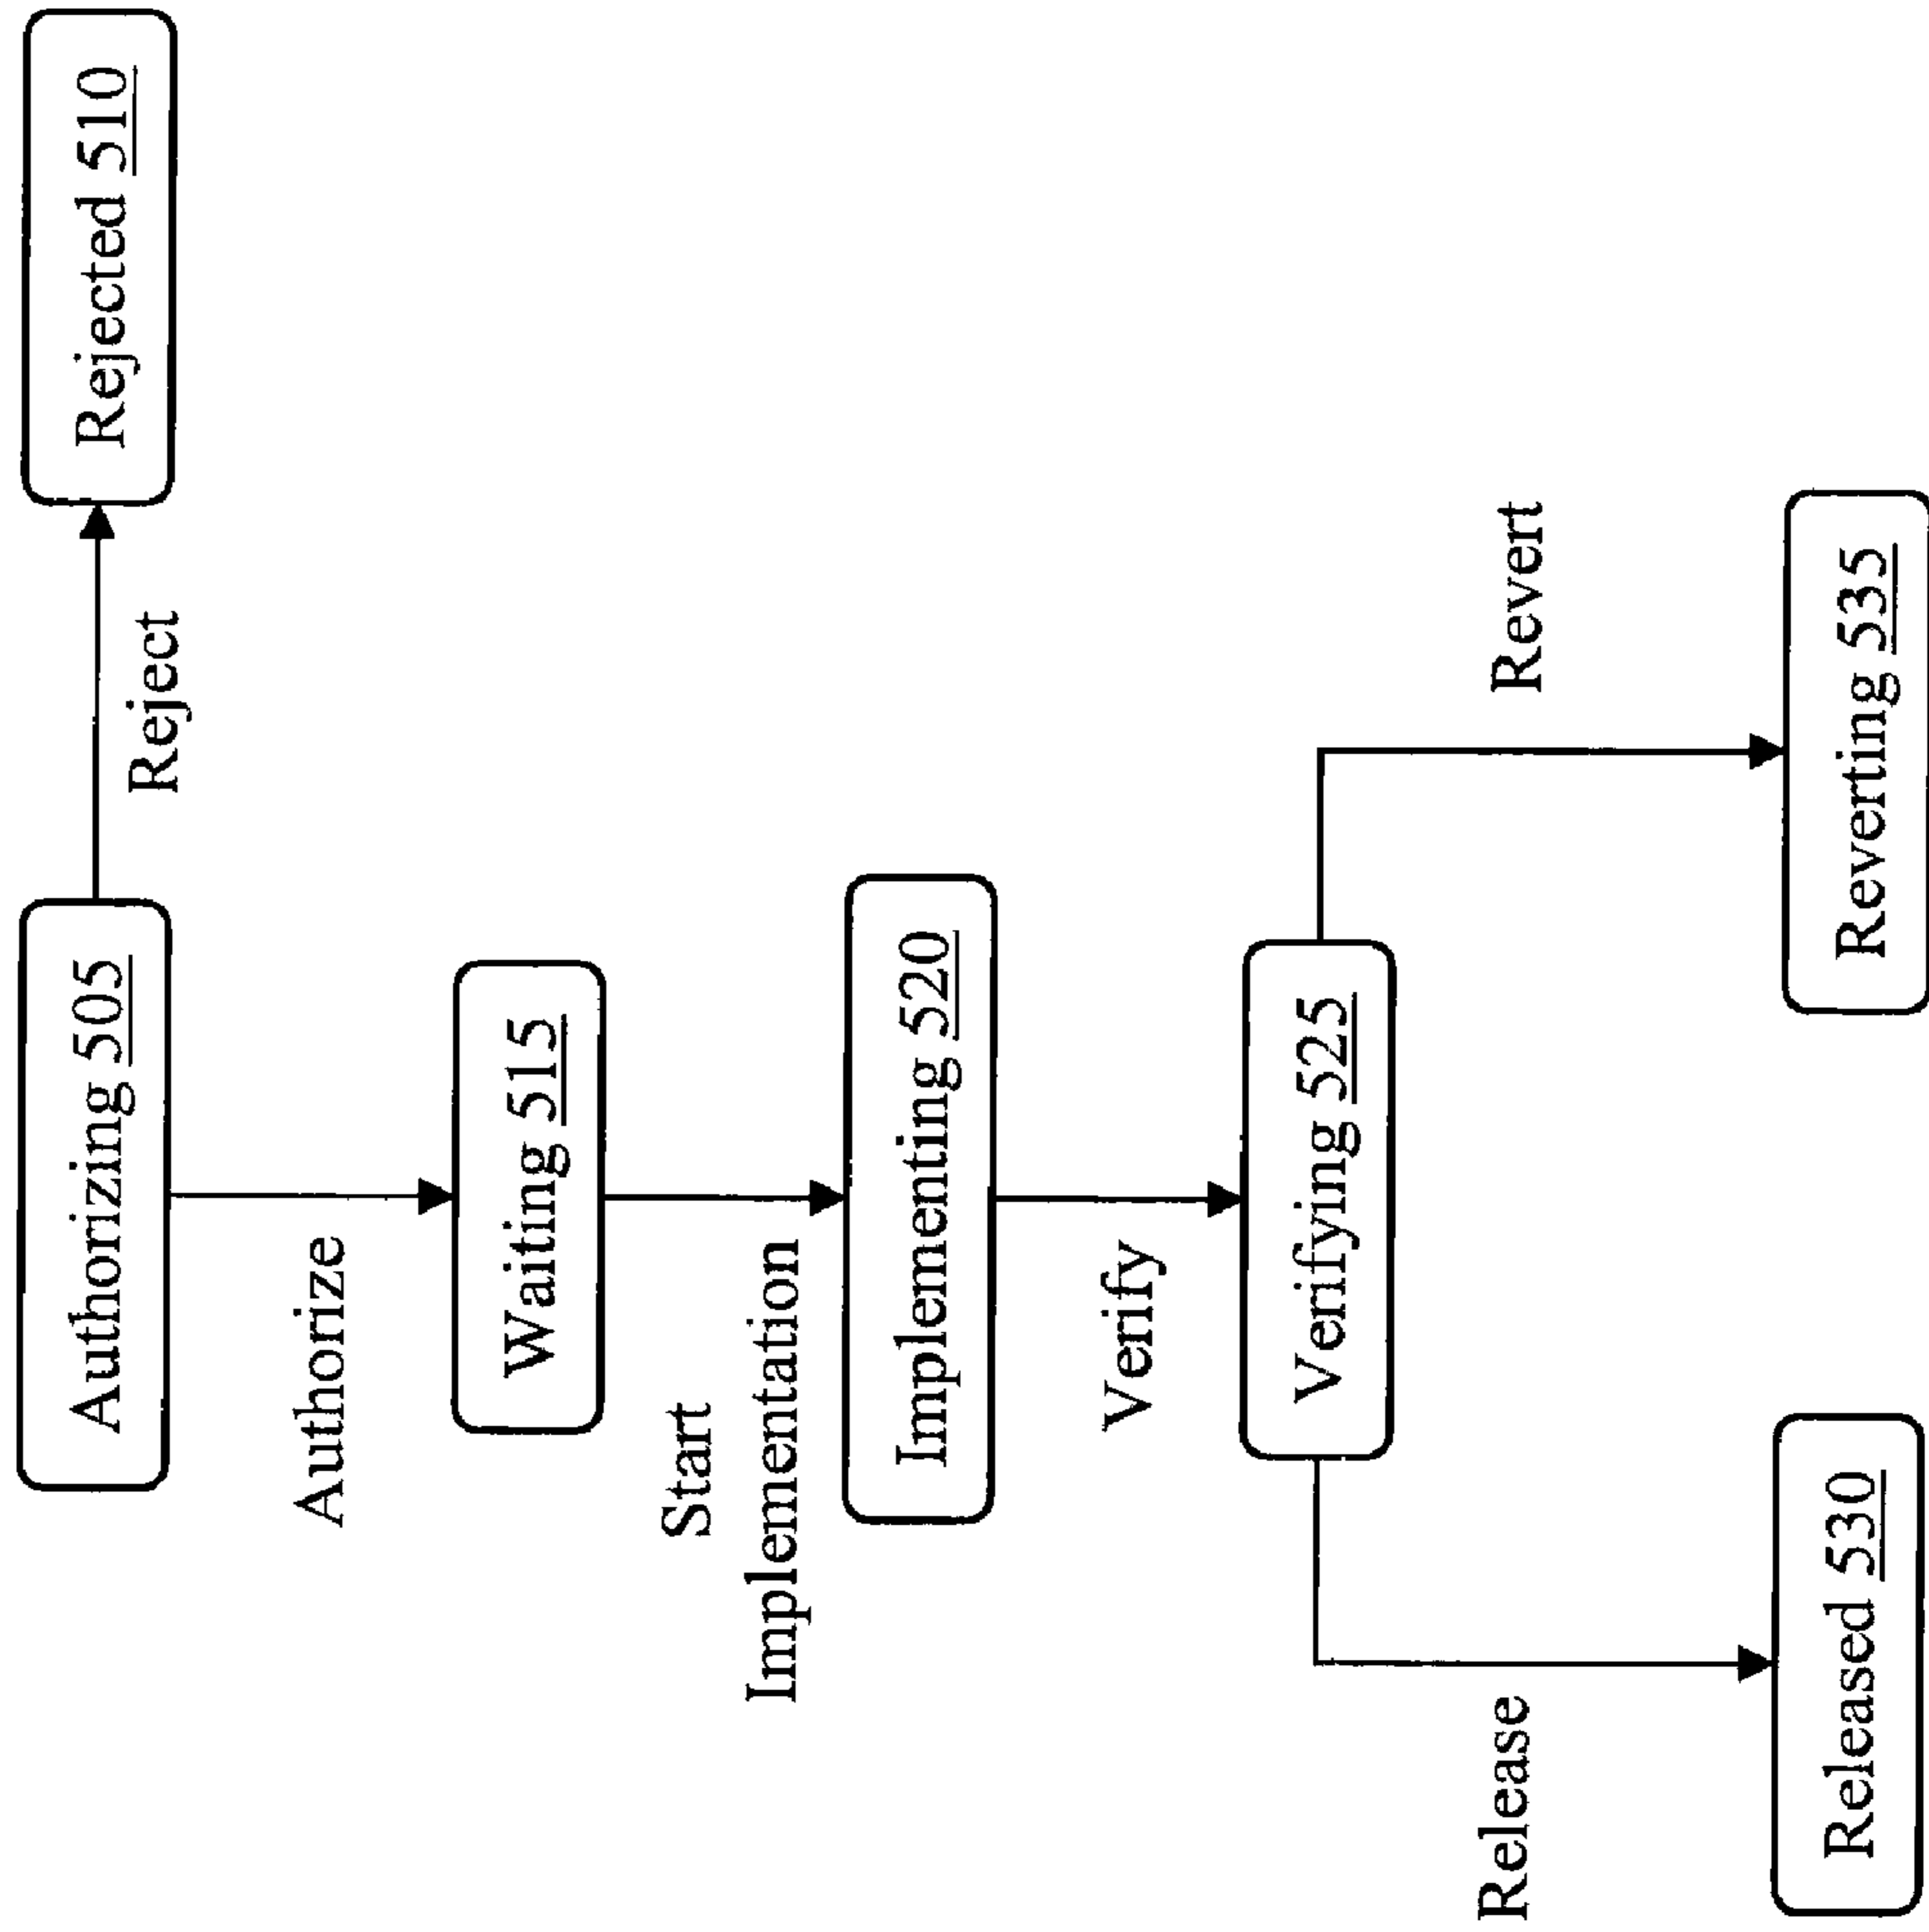 Authorizing 505
Reject
Rejected 510
Authorize
Waiting 515
Start
Implementation
Implementing 520
Verify
Verifying 525
Release
Revert
Released 530
Reverting 535